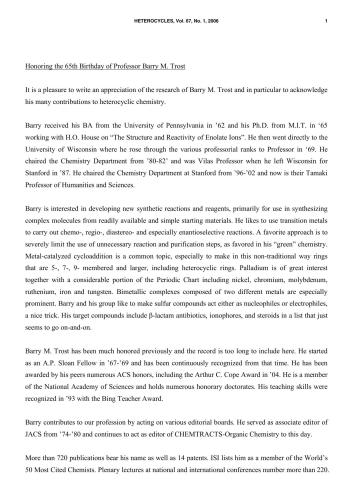 HETEROCYCLES, Vol. 67, No. 1, 2006 1
Honoring the 65th Birthday of Professor Barry M. Trost
It is a pleasure to write an appreciation of the research of Barry M. Trost and in particular to acknowledge
his many contributions to heterocyclic chemistry.
Barry received his BA from the University of Pennsylvania in ’62 and his Ph.D. from M.I.T. in ‘65
working with H.O. House on “The Structure and Reactivity of Enolate Ions”. He then went directly to the
University of Wisconsin where he rose through the various professorial ranks to Professor in ‘69. He
chaired the Chemistry Department from ’80-82’ and was Vilas Professor when he left Wisconsin for
Stanford in ’87. He chaired the Chemistry Department at Stanford from ’96-’02 and now is their Tamaki
Professor of Humanities and Sciences.
Barry is interested in developing new synthetic reactions and reagents, primarily for use in synthesizing
complex molecules from readily available and simple starting materials. He likes to use transition metals
to carry out chemo-, regio-, diastereo- and especially enantioselective reactions. A favorite approach is to
severely limit the use of unnecessary reaction and purification steps, as favored in his “green” chemistry.
Metal-catalyzed cycloaddition is a common topic, especially to make in this non-traditional way rings
that are 5-, 7-, 9- membered and larger, including heterocyclic rings. Palladium is of great interest
together with a considerable portion of the Periodic Chart including nickel, chromium, molybdenum,
ruthenium, iron and tungsten. Bimetallic complexes composed of two different metals are especially
prominent. Barry and his group like to make sulfur compounds act either as nucleophiles or electrophiles,
a nice trick. His target compounds include β-lactam antibiotics, ionophores, and steroids in a list that just
seems to go on-and-on.
Barry M. Trost has been much honored previously and the record is too long to include here. He started
as an A.P. Sloan Fellow in ’67-’69 and has been continuously recognized from that time. He has been
awarded by his peers numerous ACS honors, including the Arthur C. Cope Award in ’04. He is a member
of the National Academy of Sciences and holds numerous honorary doctorates. His teaching skills were
recognized in ’93 with the Bing Teacher Award.
Barry contributes to our profession by acting on various editorial boards. He served as associate editor of
JACS from ’74-’80 and continues to act as editor of CHEMTRACTS-Organic Chemistry to this day.
More than 720 publications bear his name as well as 14 patents. ISI lists him as a member of the World’s
50 Most Cited Chemists. Plenary lectures at national and international conferences number more than 220.